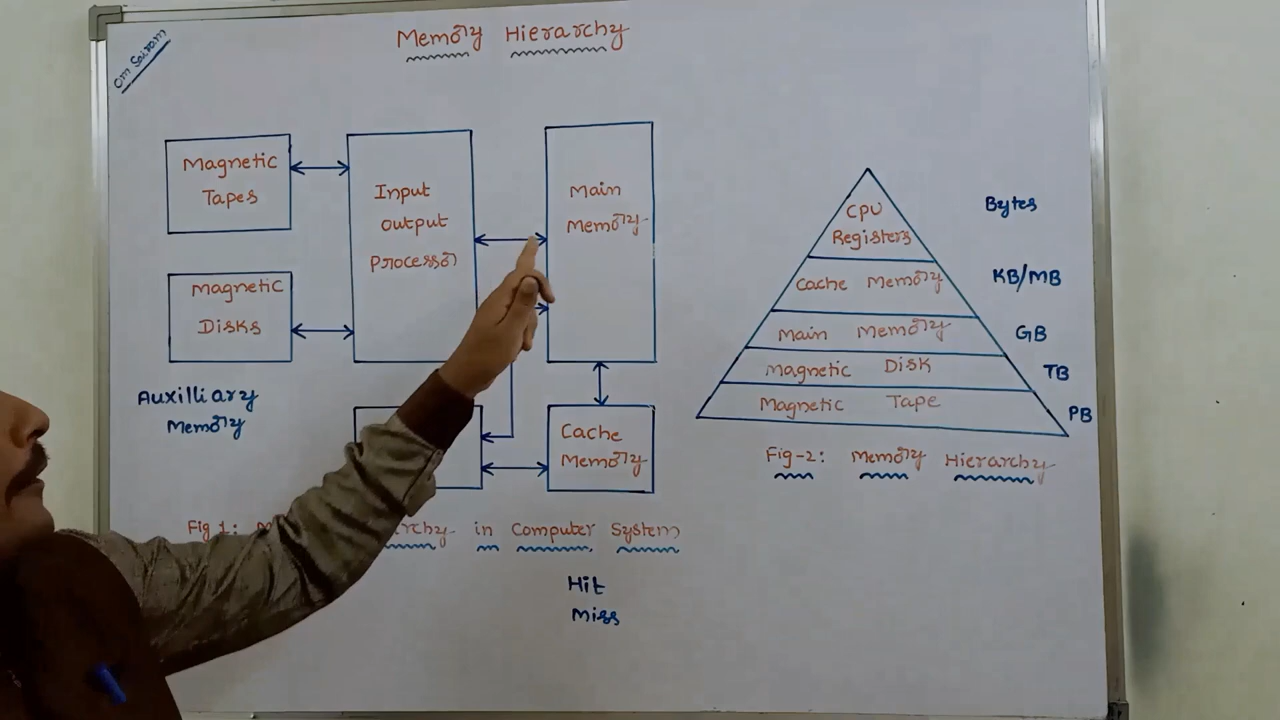 Om Sairam
Memory Hierarchy
Magnetic
Tapes
Input
output
Processor
Main
Memory
Magnetic
Disks
Auxilliary
Memory
Cache
Memory
Fig 1: in Computer System
Hit
Miss
CPU
Registers
Bytes
Cache Memory
KB/MB
Main Memory
GB
Magnetic Disk
TB
Magnetic Tape
PB
Fig-2: Memory Hierarchy